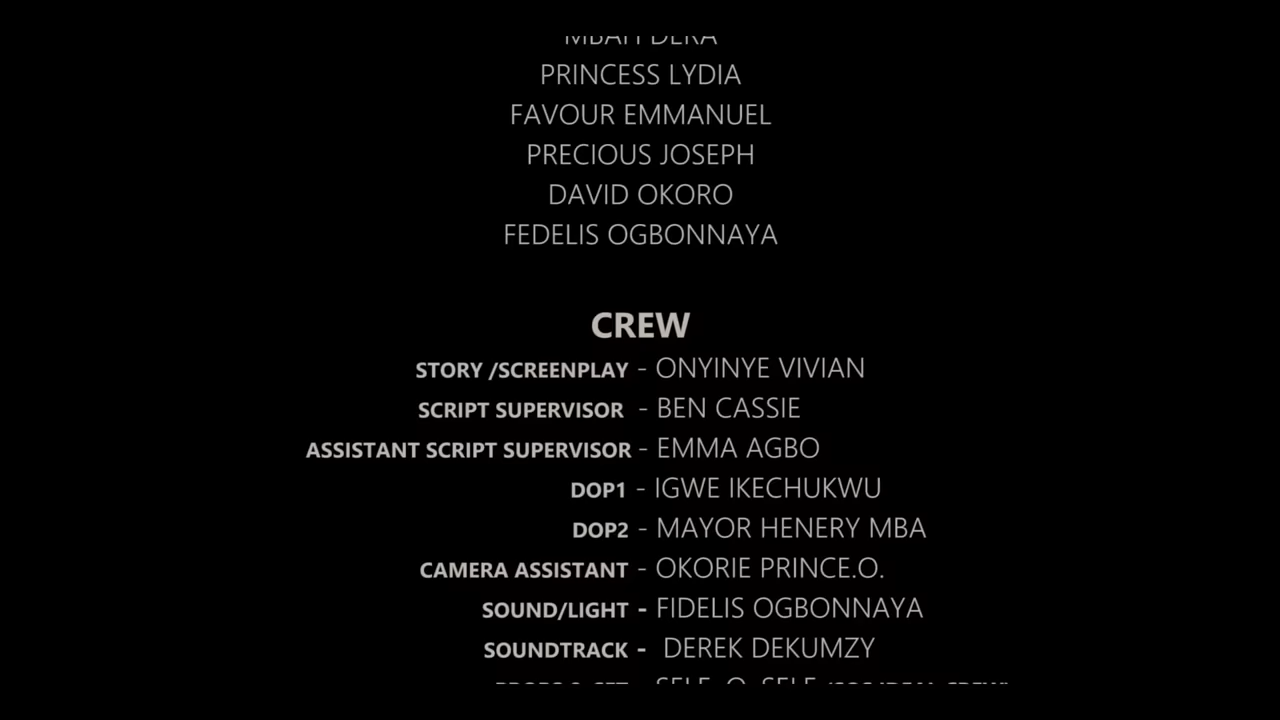 PRINCESS LYDIA
FAVOUR EMMANUEL
PRECIOUS JOSEPH
DAVID OKORO
FEDELIS OGBONNAYA
CREW
STORY /SCREENPLAY - ONYINYE VIVIAN
SCRIPT SUPERVISOR - BEN CASSIE
ASSISTANT SCRIPT SUPERVISOR - EMMA AGBO
DOP1 - IGWE IKECHUKWU
DOP2 - MAYOR HENERY MBA
CAMERA ASSISTANT - OKORIE PRINCE.O.
SOUND/LIGHT - FIDELIS OGBONNAYA
SOUNDTRACK - DEREK DEKUMZY